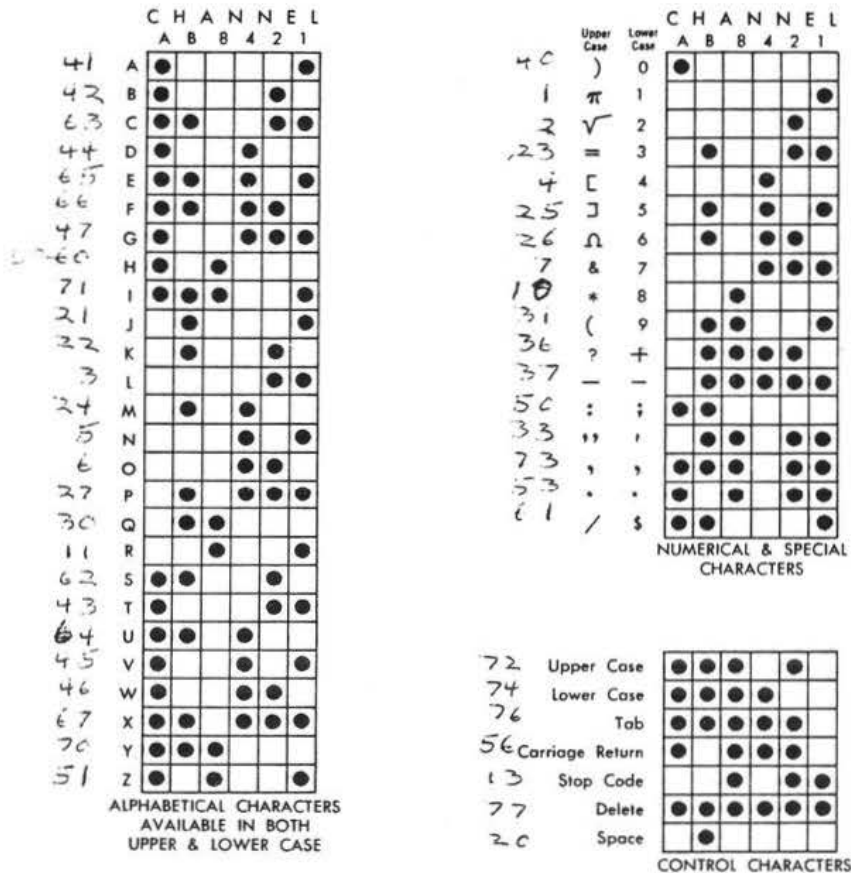 C H A N N E L
A B 8 4 2 1
41 A
42 B
63 C
44 D
65 E
66 F
47 G
60 H
71 I
21 J
22 K
3 L
24 M
5 N
6 O
27 P
30 Q
11 R
62 S
43 T
64 U
45 V
46 W
67 X
70 Y
51 Z
ALPHABETICAL CHARACTERS
AVAILABLE IN BOTH
UPPER & LOWER CASE
C H A N N E L
Upper Case Lower Case A B 8 4 2 1
40 ) 0
1 π 1
2 √ 2
23 = 3
4 [ 4
25 ] 5
26 Ω 6
7 & 7
10 * 8
31 ( 9
36 ? +
37 — –
50 : ;
33 ,, '
73 , ,
53 . .
61 / $
NUMERICAL & SPECIAL
CHARACTERS
72 Upper Case
74 Lower Case
76 Tab
56 Carriage Return
13 Stop Code
77 Delete
20 Space
CONTROL CHARACTERS